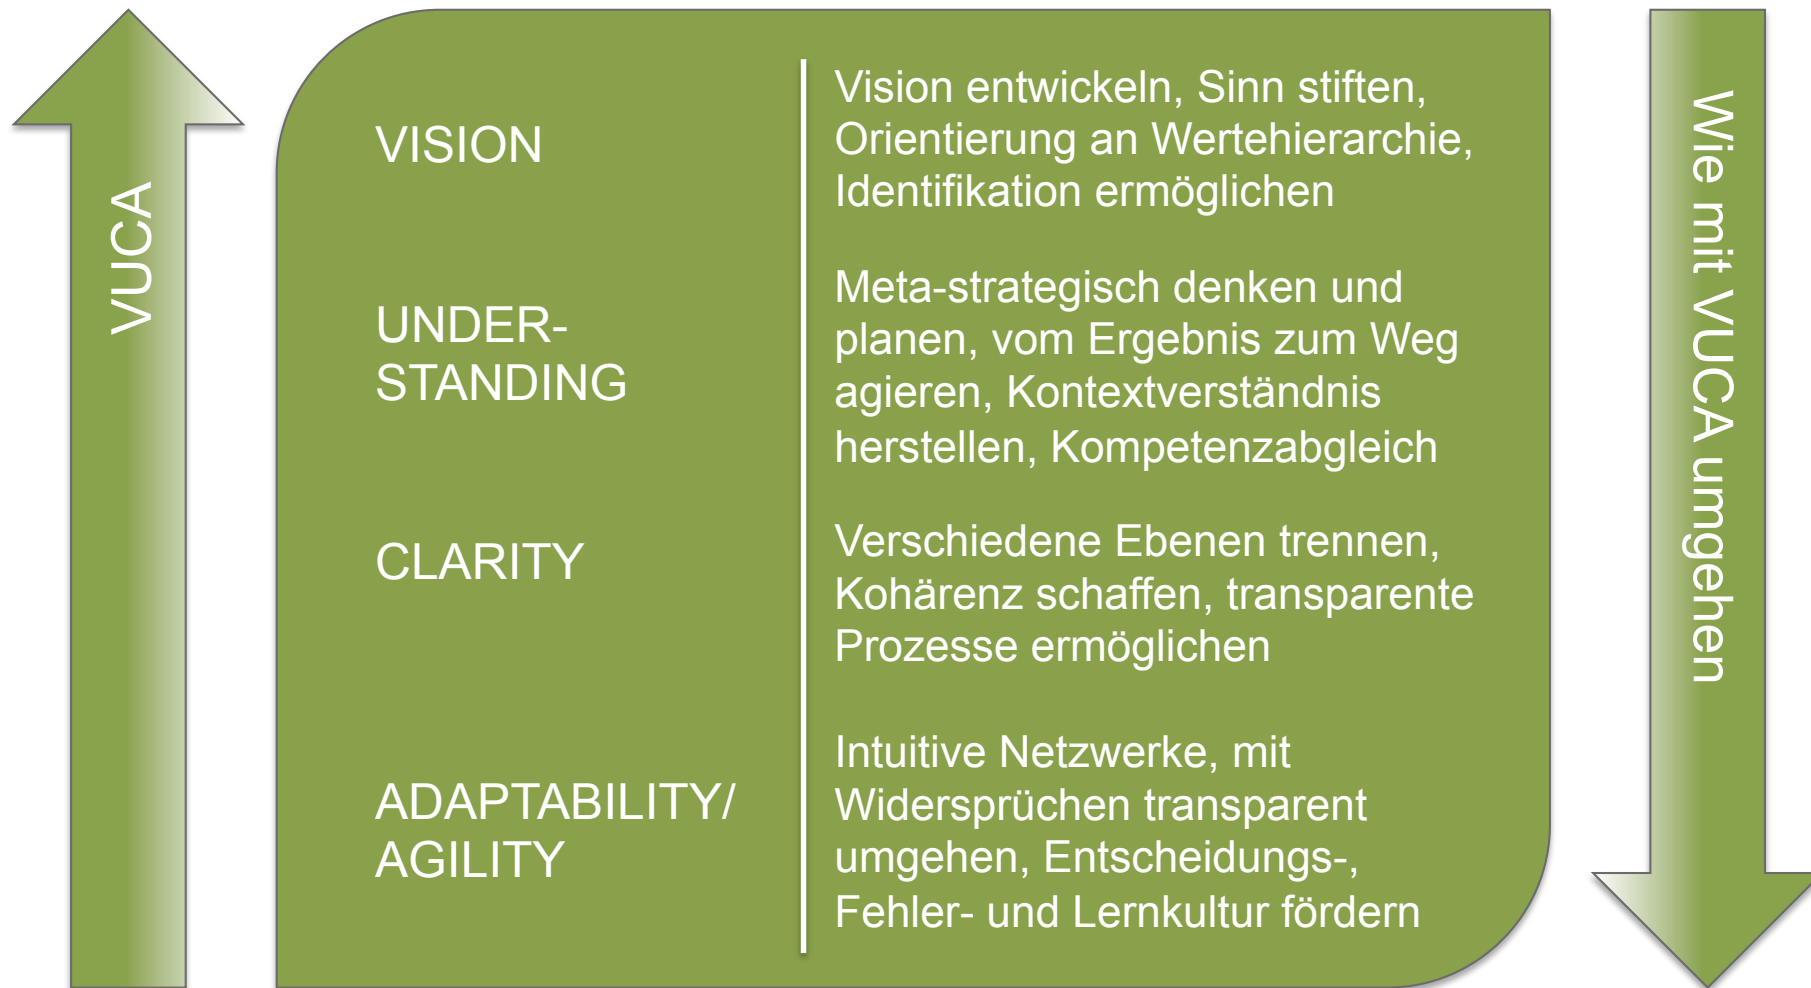 VUCA
VISION
Vision entwickeln, Sinn stiften,
Orientierung an Wertehierarchie,
Identifikation ermöglichen
UNDER-
STANDING
Meta-strategisch denken und
planen, vom Ergebnis zum Weg
agieren, Kontextverständnis
herstellen, Kompetenzabgleich
CLARITY
Verschiedene Ebenen trennen,
Kohärenz schaffen, transparente
Prozesse ermöglichen
ADAPTABILITY/
AGILITY
Intuitive Netzwerke, mit
Widersprüchen transparent
umgehen, Entscheidungs-,
Fehler- und Lernkultur fördern
Wie mit VUCA umgehen